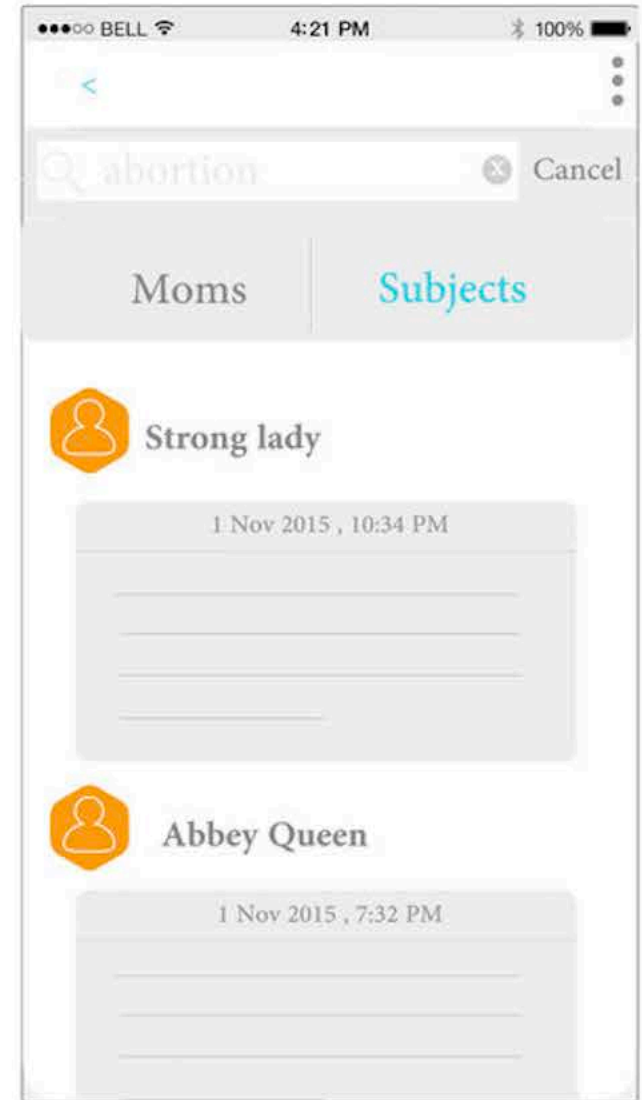 BELL 4:21 PM 100%
<
abortion Cancel
Moms Subjects
Strong lady
1 Nov 2015 , 10:34 PM
Abbey Queen
1 Nov 2015 , 7:32 PM